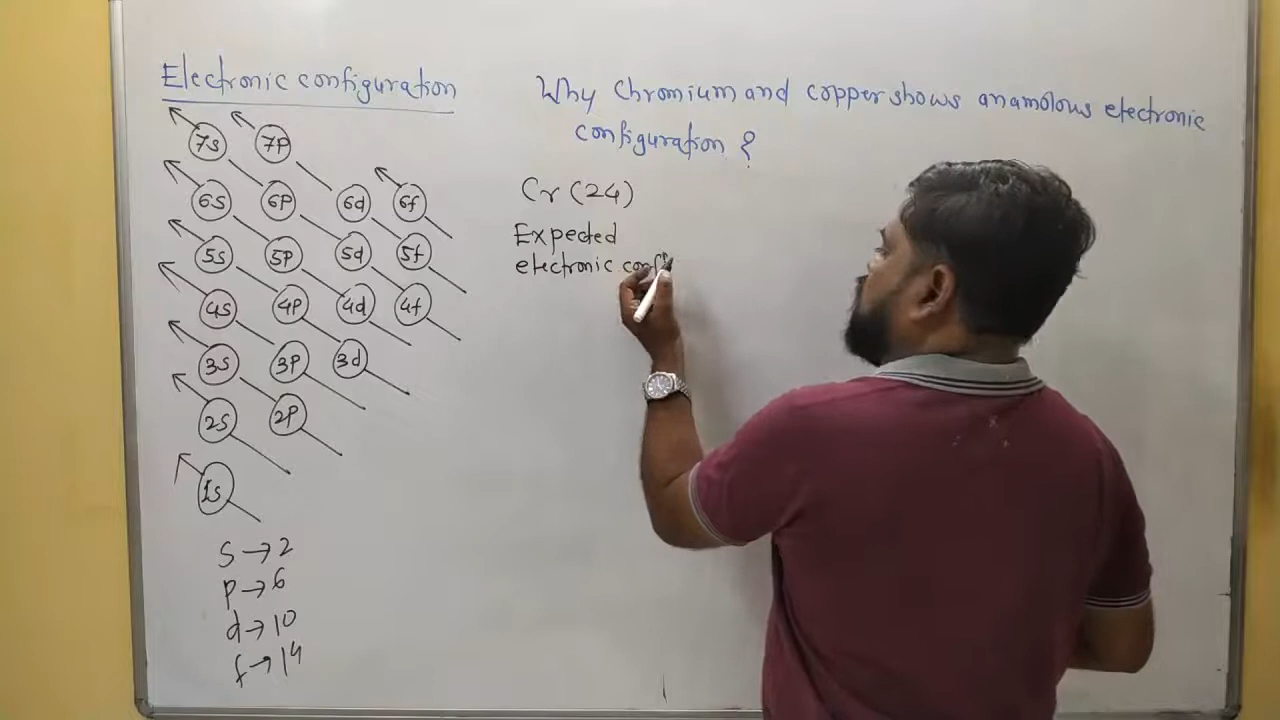 Electronic configuration
7s 7p
6s 6p 6d 6f
5s 5p 5d 5f
4s 4p 4d 4f
3s 3p 3d
2s 2p
1s
s → 2
p → 6
d → 10
f → 14
Why Chromium and copper shows anamolous electronic
configuration ?
Cr (24)
Expected
electronic conf